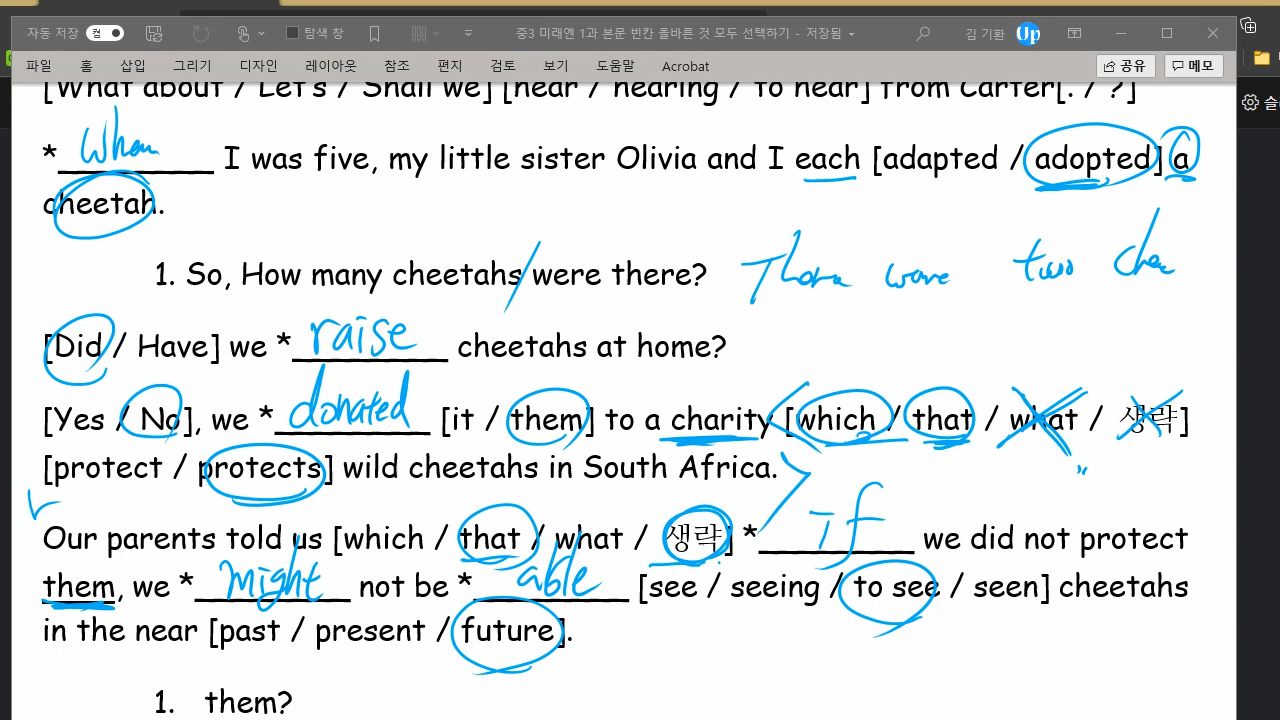 자동 저장 컴 탐색 창 중3 미래엔 1과 본문 빈칸 올바른 것 모두 선택하기 - 저장됨 김 기환 Up
파일 홈 삽입 그리기 디자인 레이아웃 참조 편지 검토 보기 도움말 Acrobat 공유 메모
슬
[What about / Let's / Shall we] [hear / hearing / to hear] from Carter[. / ?]
* When I was five, my little sister Olivia and I each [adapted / adopted] a
cheetah.
1. So, How many cheetahs / were there? There were two chee
[Did / Have] we * raise cheetahs at home?
[Yes / No], we * donated [it / them] to a charity [which / that / what / 생략]
[protect / protects] wild cheetahs in South Africa.
Our parents told us [which / that / what / 생략] * if we did not protect
them, we * might not be * able [see / seeing / to see / seen] cheetahs
in the near [past / present / future].
1. them?